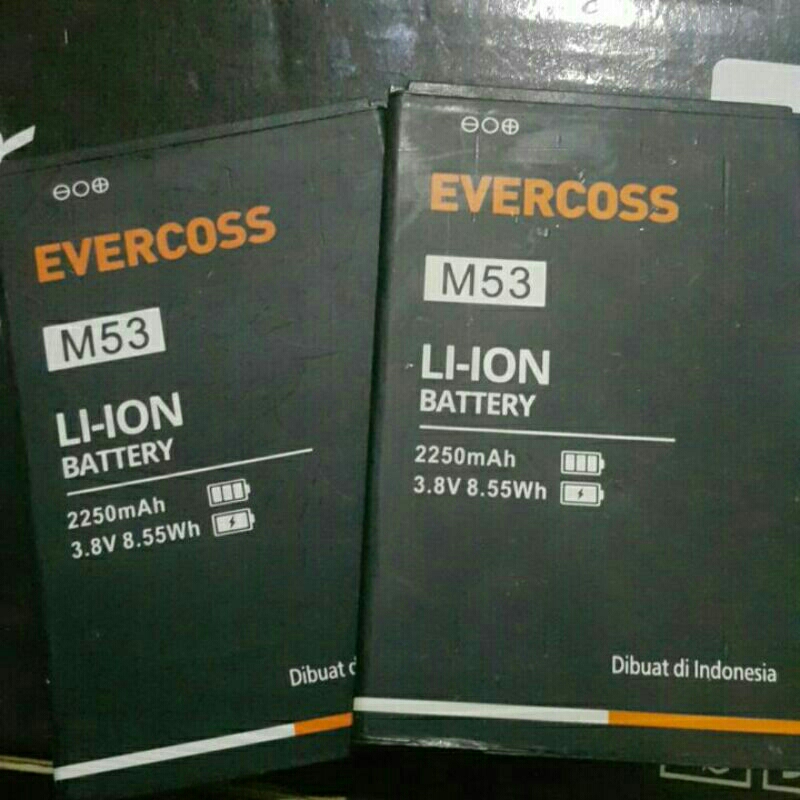 EVERCOSS
M53
LI-ION
BATTERY
2250mAh
3.8V 8.55Wh
Dibuat
EVERCOSS
M53
LI-ION
BATTERY
2250mAh
3.8V 8.55Wh
Dibuat di Indonesia